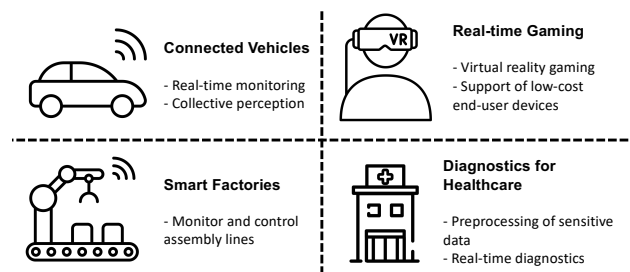 Connected Vehicles
- Real-time monitoring
- Collective perception
VR
Real-time Gaming
- Virtual reality gaming
- Support of low-cost
end-user devices
Smart Factories
- Monitor and control
assembly lines
Diagnostics for
Healthcare
- Preprocessing of sensitive
data
- Real-time diagnostics